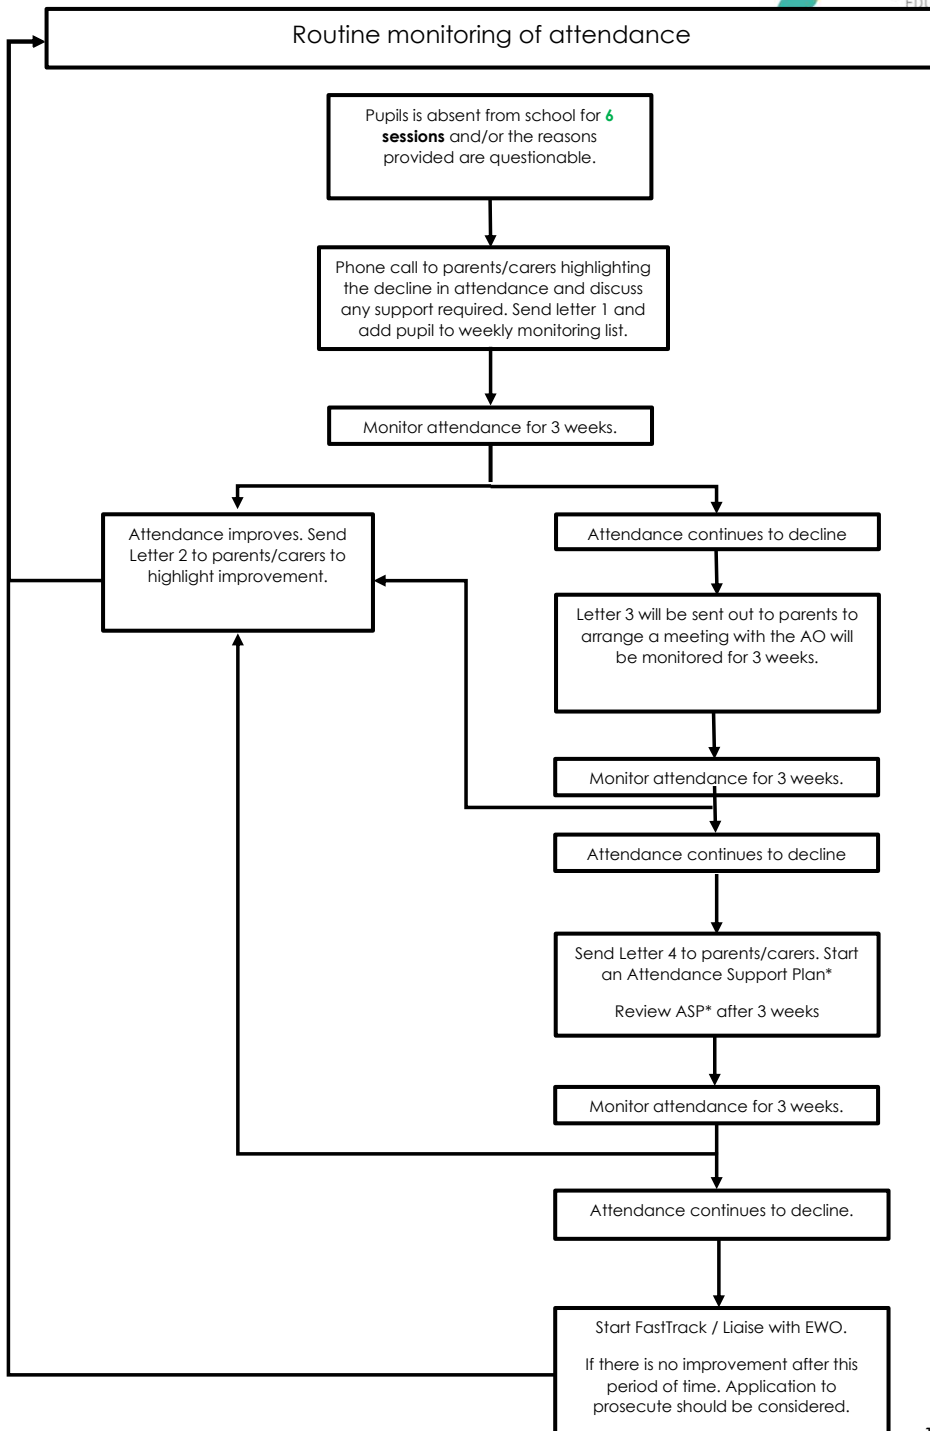 EDU
Routine monitoring of attendance
Pupils is absent from school for 6
sessions and/or the reasons
provided are questionable.
Phone call to parents/carers highlighting
the decline in attendance and discuss
any support required. Send letter 1 and
add pupil to weekly monitoring list.
Monitor attendance for 3 weeks.
Attendance improves. Send
Letter 2 to parents/carers to
highlight improvement.
Attendance continues to decline
Letter 3 will be sent out to parents to
arrange a meeting with the AO will
be monitored for 3 weeks.
Monitor attendance for 3 weeks.
Attendance continues to decline
Send Letter 4 to parents/carers. Start
an Attendance Support Plan*
Review ASP* after 3 weeks
Monitor attendance for 3 weeks.
Attendance continues to decline.
Start FastTrack / Liaise with EWO.
If there is no improvement after this
period of time. Application to
prosecute should be considered.